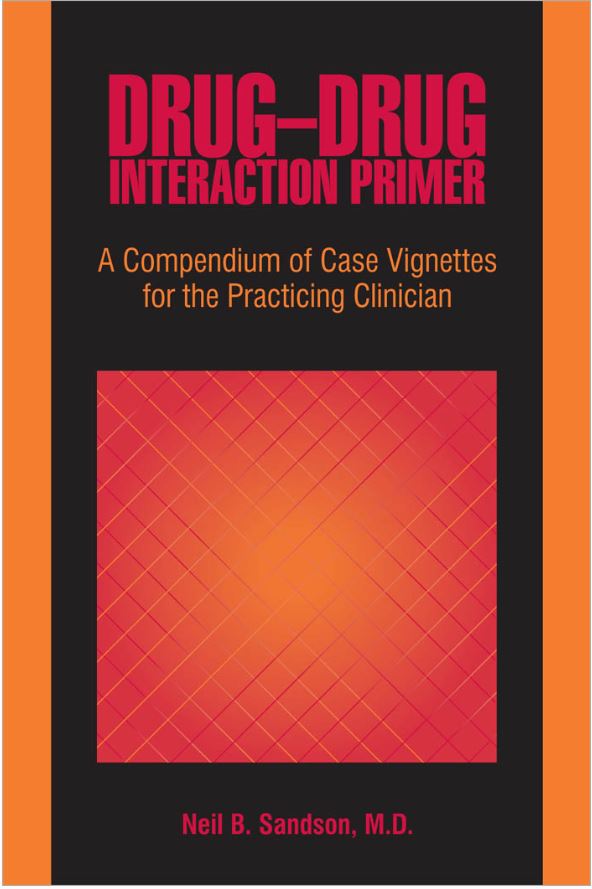 DRUG–DRUG
INTERACTION PRIMER
A Compendium of Case Vignettes
for the Practicing Clinician
Neil B. Sandson, M.D.